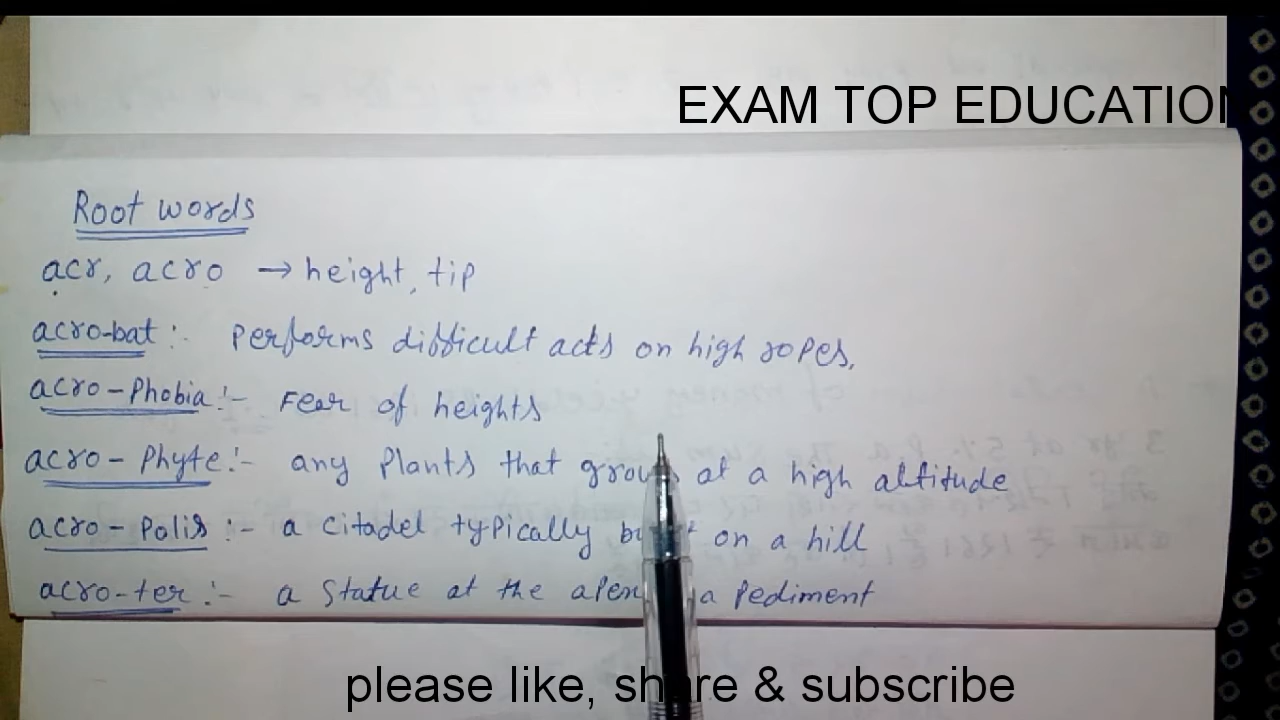 EXAM TOP EDUCATION
Root words
acr, acro → height, tip
acro-bat :- Performs difficult acts on high ropes,
acro-Phobia :- Fear of heights
acro-Phyte :- any Plants that grows at a high altitude
acro-Polis :- a citadel typically built on a hill
acro-ter :- a Statue at the a Pediment
please like, share & subscribe